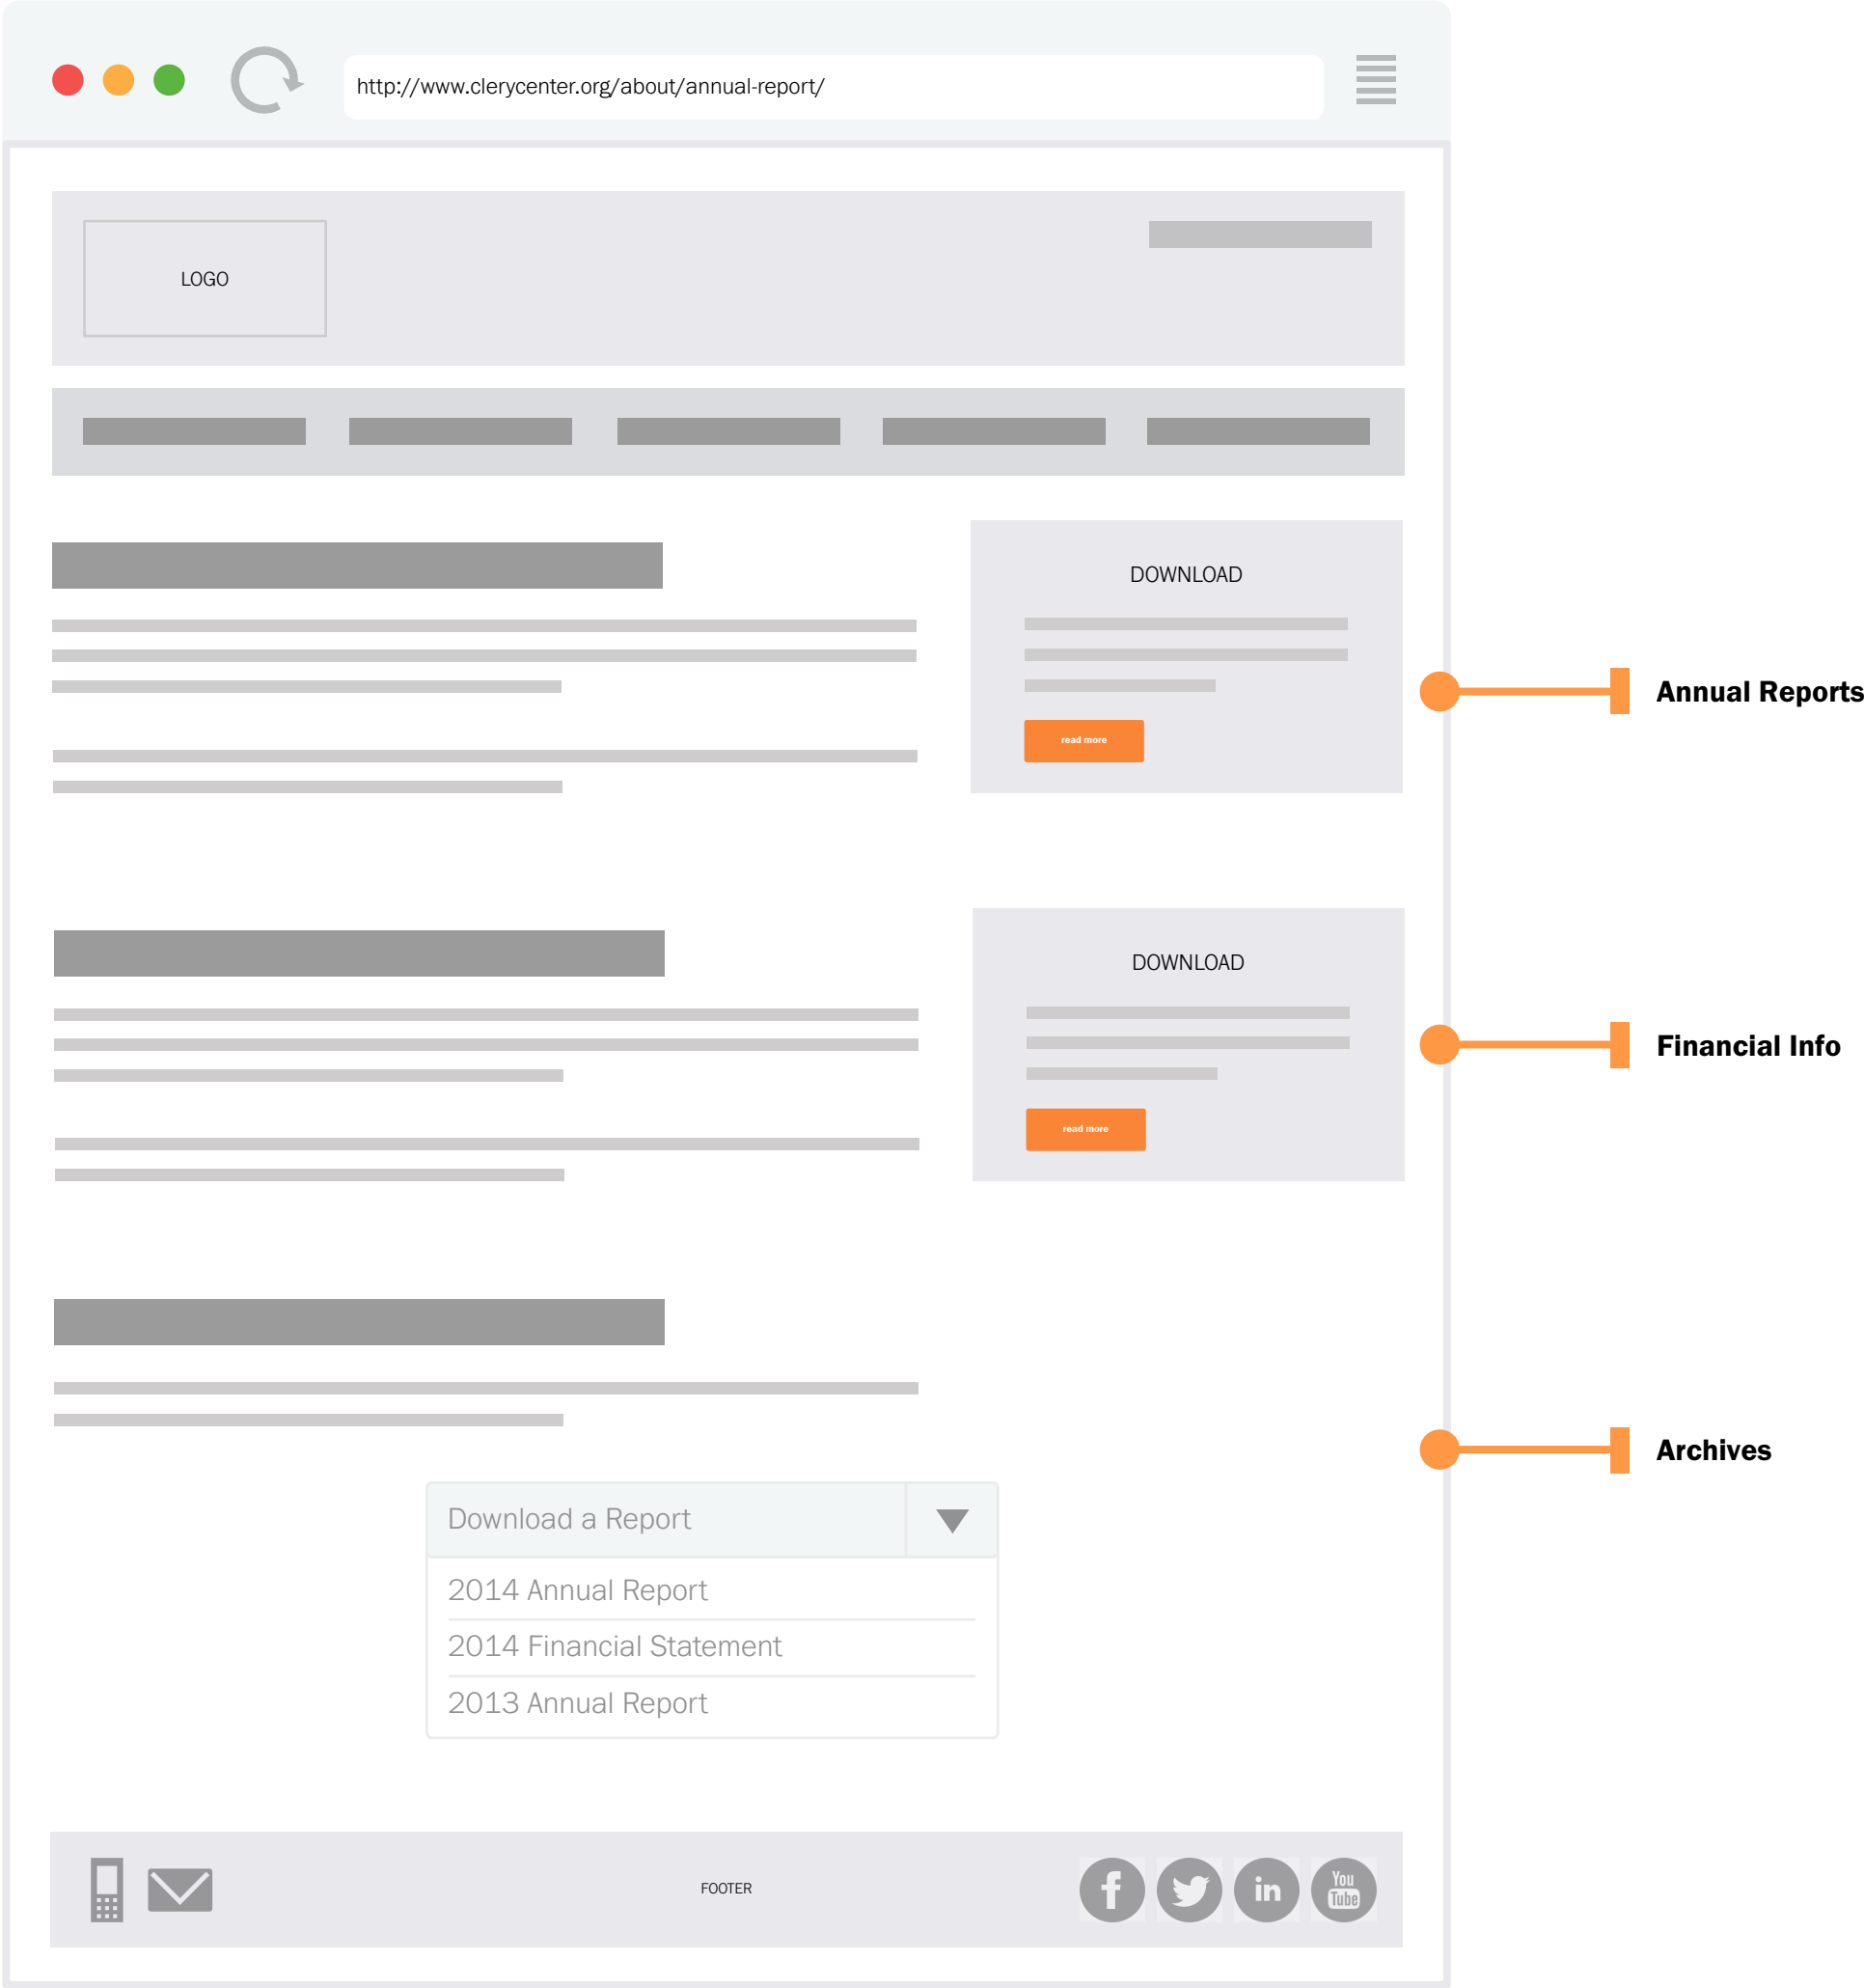 http://www.clerycenter.org/about/annual-report/
LOGO
DOWNLOAD
read more
Annual Reports
DOWNLOAD
read more
Financial Info
Archives
Download a Report
2014 Annual Report
2014 Financial Statement
2013 Annual Report
FOOTER
f
in
You
Tube